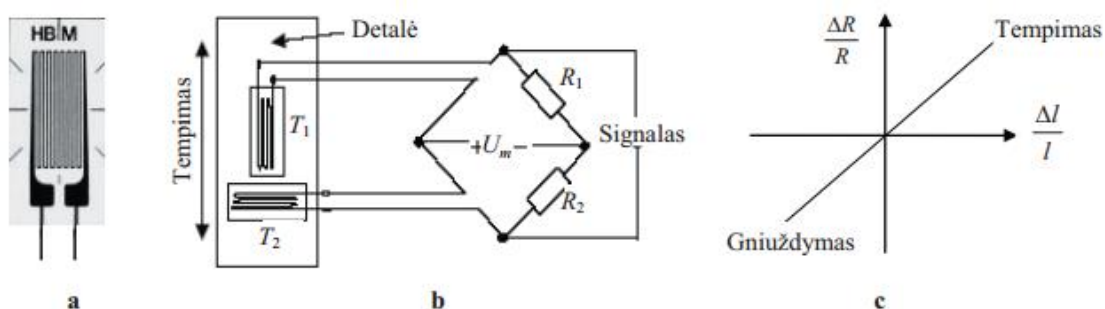 HBM
a
Tempimas
Detalė
T1
T2
R1
R2
+Um−
Signalas
b
ΔR
R
Tempimas
Δl
l
Gniuždymas
c